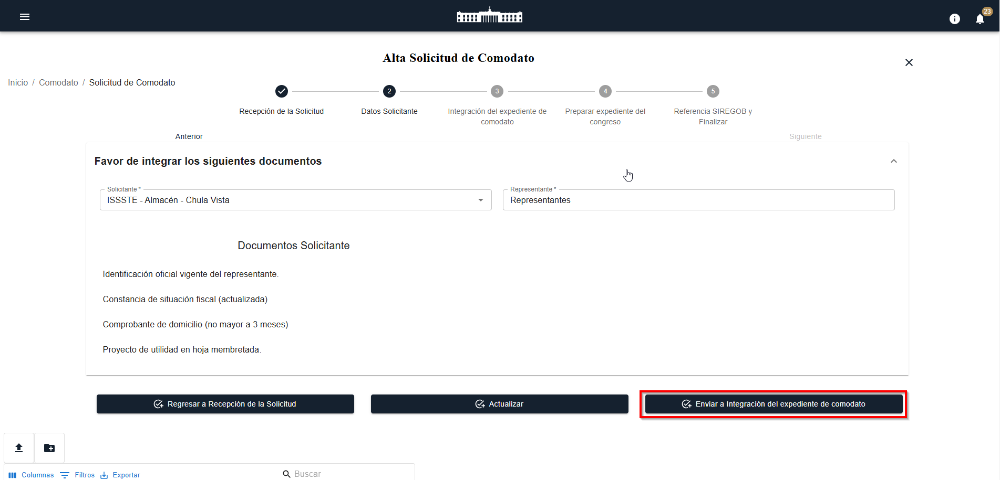 23
Alta Solicitud de Comodato
Inicio / Comodato / Solicitud de Comodato
2
3
4
5
Recepción de la Solicitud
Datos Solicitante
Integración del expediente de
comodato
Preparar expediente del
congreso
Referencia SIREGOB y
Finalizar
Anterior
Siguiente
Favor de integrar los siguientes documentos
Solicitante *
ISSSTE - Almacén - Chula Vista
Representante *
Representantes
Documentos Solicitante
Identificación oficial vigente del representante.
Constancia de situación fiscal (actualizada)
Comprobante de domicilio (no mayor a 3 meses)
Proyecto de utilidad en hoja membretada.
Regresar a Recepción de la Solicitud
Actualizar
Enviar a Integración del expediente de comodato
Columnas
Filtros
Exportar
Buscar